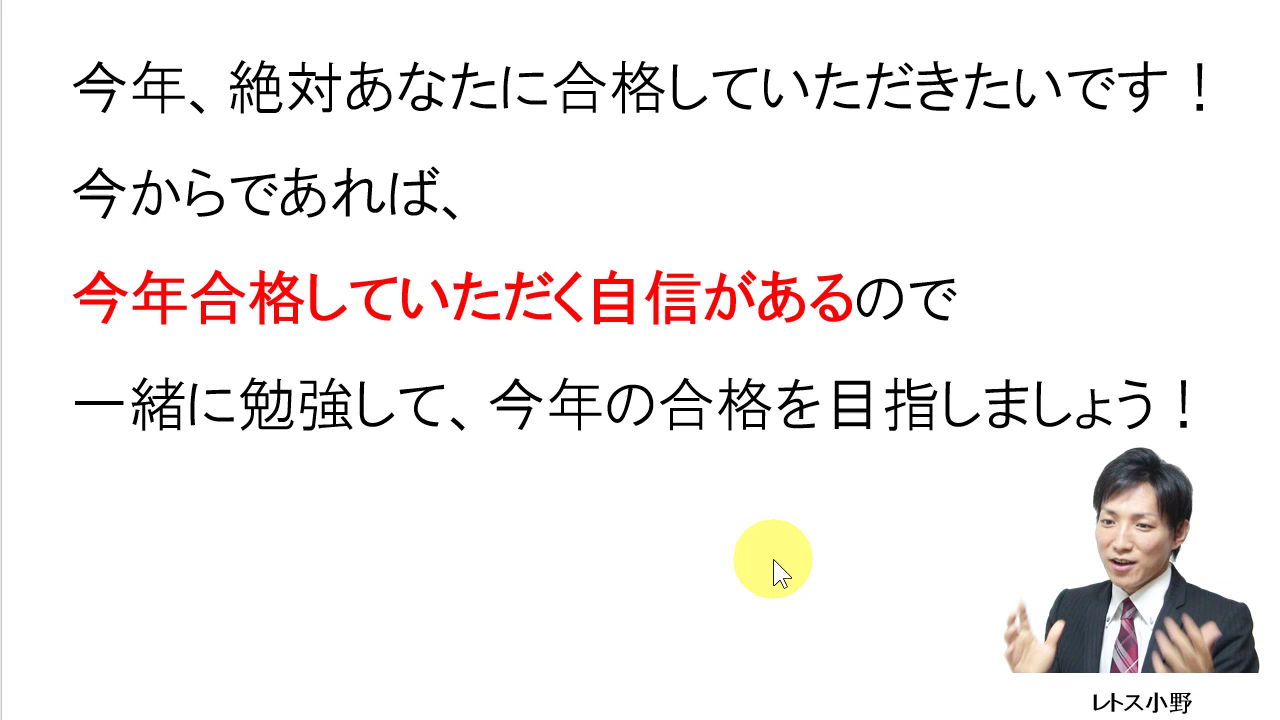 今年、絶対あなたに合格していただきたいです！
今からであれば、
今年合格していただく自信があるので
一緒に勉強して、今年の合格を目指しましょう！
レトス小野